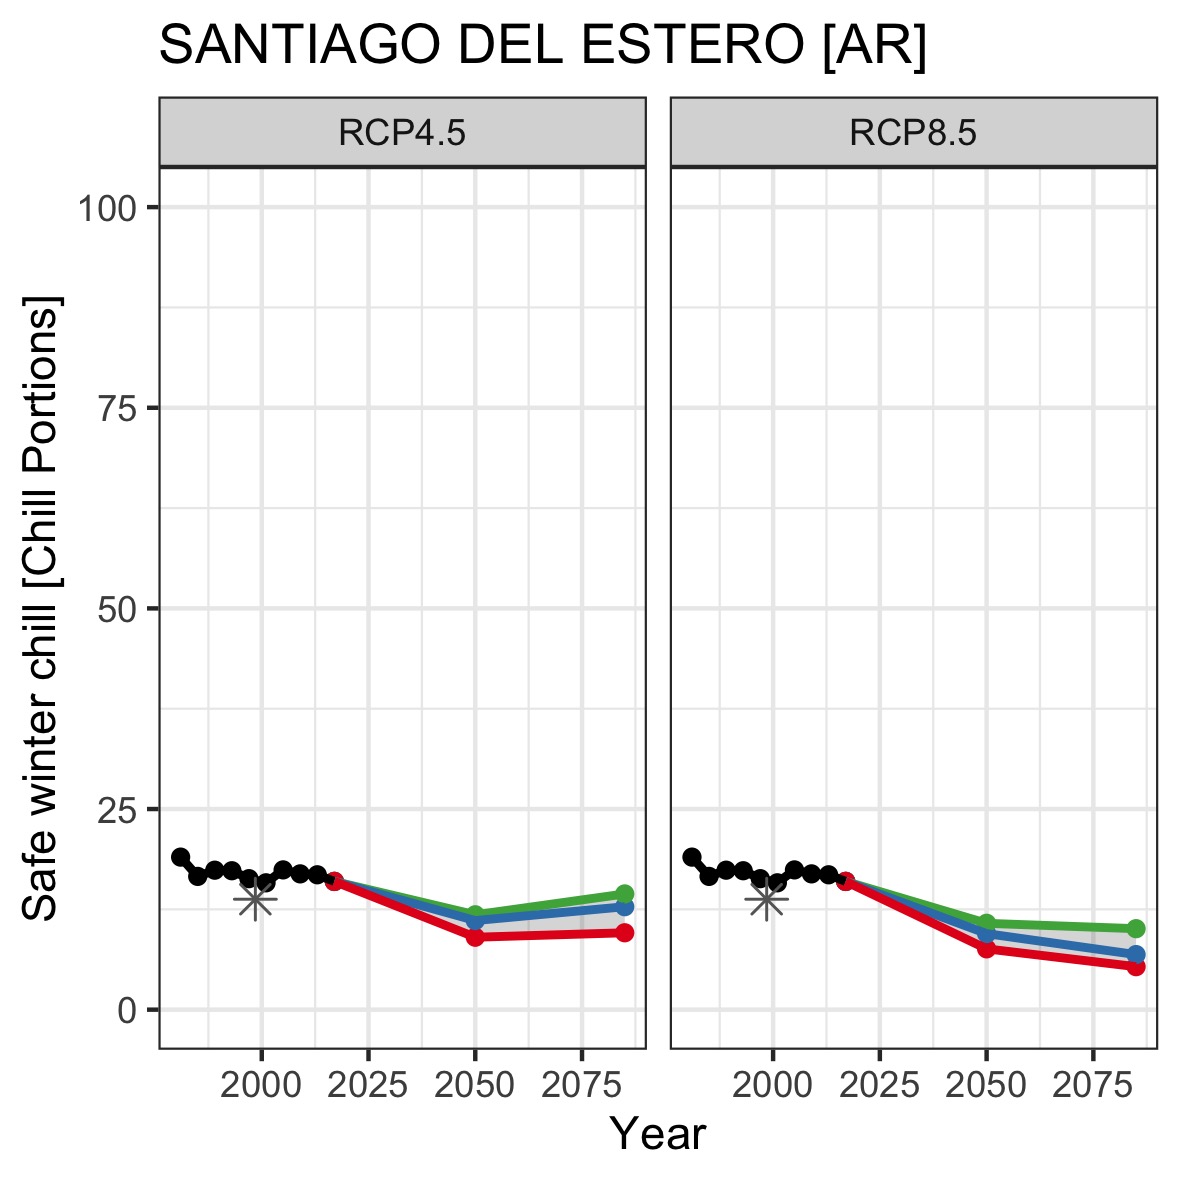 SANTIAGO DEL ESTERO [AR]
RCP4.5
RCP8.5
Safe winter chill [Chill Portions]
100
75
50
25
0
2000 2025 2050 2075
2000 2025 2050 2075
Year